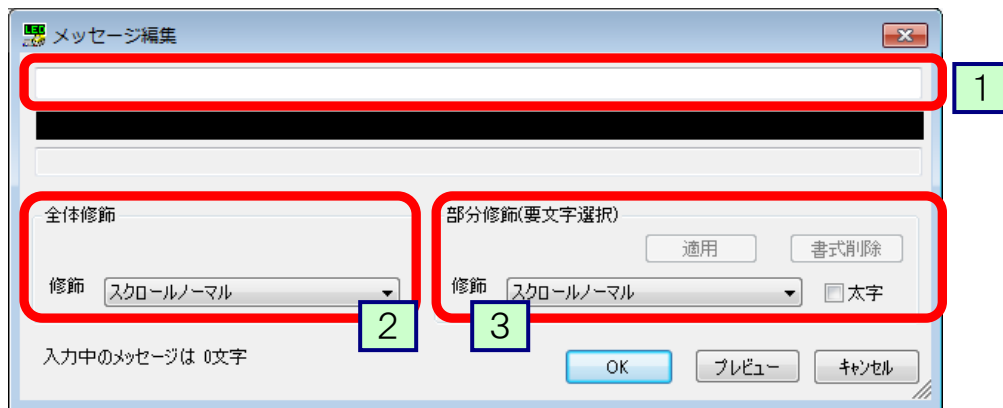 LED メッセージ編集
1
全体修飾
部分修飾(要文字選択)
適用 書式削除
修飾 スクロールノーマル
修飾 スクロールノーマル 太字
2
3
入力中のメッセージは 0文字
OK プレビュー キャンセル